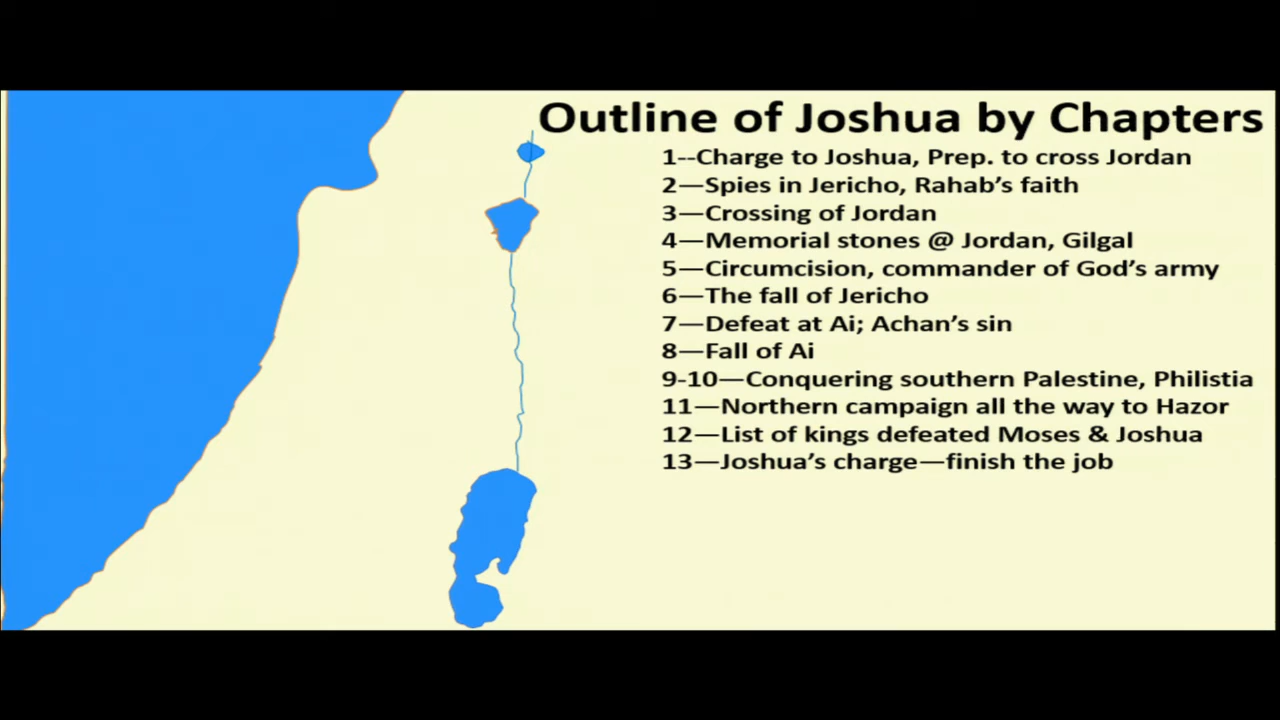 Outline of Joshua by Chapters
1--Charge to Joshua, Prep. to cross Jordan
2—Spies in Jericho, Rahab’s faith
3—Crossing of Jordan
4—Memorial stones @ Jordan, Gilgal
5—Circumcision, commander of God’s army
6—The fall of Jericho
7—Defeat at Ai; Achan’s sin
8—Fall of Ai
9-10—Conquering southern Palestine, Philistia
11—Northern campaign all the way to Hazor
12—List of kings defeated Moses & Joshua
13—Joshua’s charge—finish the job